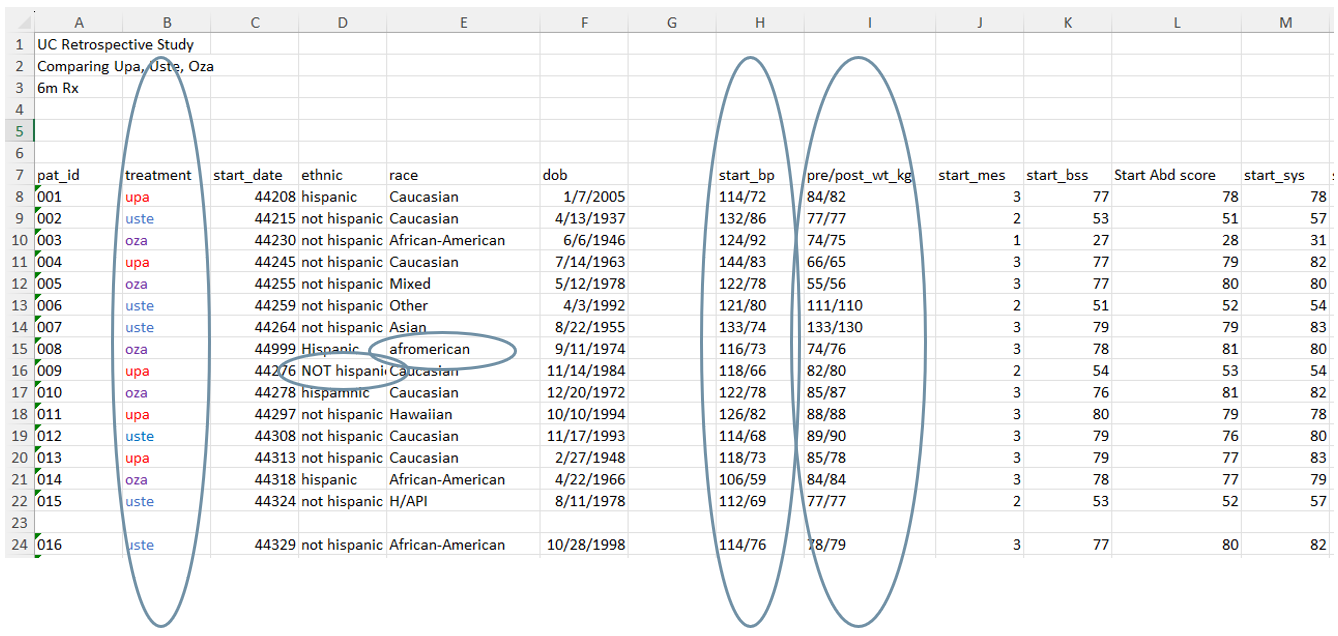 A B C D E F G H I J K L M
1 UC Retrospective Study
2 Comparing Upa, Uste, Oza
3 6m Rx
4
5
6
7 pat_id treatment start_date ethnic race dob start_bp pre/post_wt_kg start_mes start_bss Start Abd score start_sys
8 001 upa 44208 hispanic Caucasian 1/7/2005 114/72 84/82 3 77 78 78
9 002 uste 44215 not hispanic Caucasian 4/13/1937 132/86 77/77 2 53 51 57
10 003 oza 44230 not hispanic African-American 6/6/1946 124/92 74/75 1 27 28 31
11 004 upa 44245 not hispanic Caucasian 7/14/1963 144/83 66/65 3 77 79 82
12 005 oza 44255 not hispanic Mixed 5/12/1978 122/78 55/56 3 77 80 80
13 006 uste 44259 not hispanic Other 4/3/1992 121/80 111/110 2 51 52 54
14 007 uste 44264 not hispanic Asian 8/22/1955 133/74 133/130 3 79 79 83
15 008 oza 44999 Hispanic afromerican 9/11/1974 116/73 74/76 3 78 81 80
16 009 upa 44276 NOT hispanic Caucasian 11/14/1984 118/66 82/80 2 54 53 54
17 010 oza 44278 hispamnic Caucasian 12/20/1972 122/78 85/87 3 76 81 82
18 011 upa 44297 not hispanic Hawaiian 10/10/1994 126/82 88/88 3 80 79 78
19 012 uste 44308 not hispanic Caucasian 11/17/1993 114/68 89/90 3 79 76 80
20 013 upa 44313 not hispanic Caucasian 2/27/1948 118/73 85/78 3 79 77 83
21 014 oza 44318 hispanic African-American 4/22/1966 106/59 84/84 3 78 77 79
22 015 uste 44324 not hispanic H/API 8/11/1978 112/69 77/77 2 53 52 57
23
24 016 uste 44329 not hispanic African-American 10/28/1998 114/76 78/79 3 77 80 82